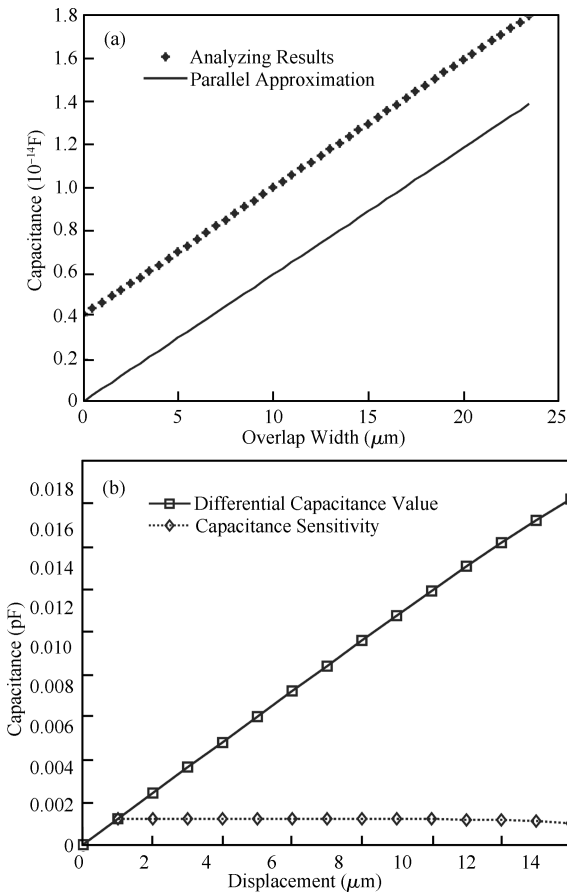 (a)
Analyzing Results
Parallel Approximation
1.8
1.6
1.4
1.2
1.0
0.8
0.6
0.4
0.2
0
Capacitance (10⁻¹⁴F)
0 5 10 15 20 25
Overlap Width (μm)
(b)
Differential Capacitance Value
Capacitance Sensitivity
0.018
0.016
0.014
0.012
0.010
0.008
0.006
0.004
0.002
0
Capacitance (pF)
0 2 4 6 8 10 12 14
Displacement (μm)